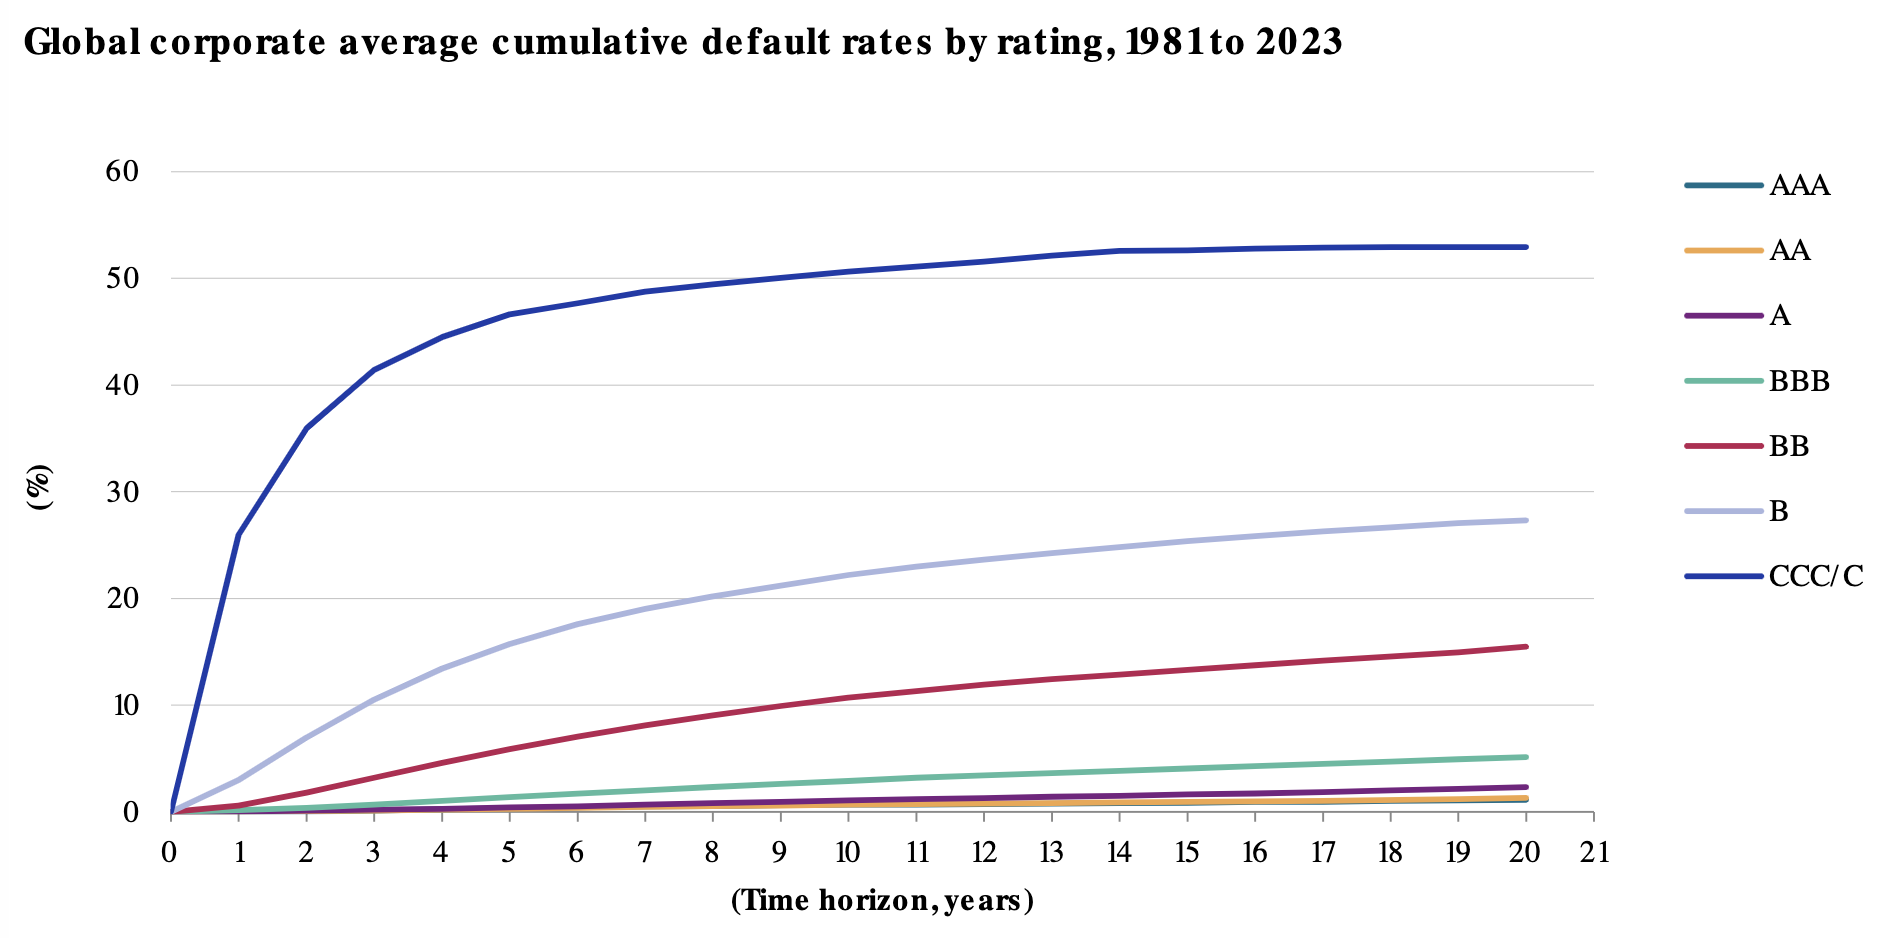 Global corporate average cumulative default rates by rating, 1981 to 2023
60
50
40
30
20
10
0
(%)
0 1 2 3 4 5 6 7 8 9 10 11 12 13 14 15 16 17 18 19 20 21
(Time horizon, years)
AAA
AA
A
BBB
BB
B
CCC/C